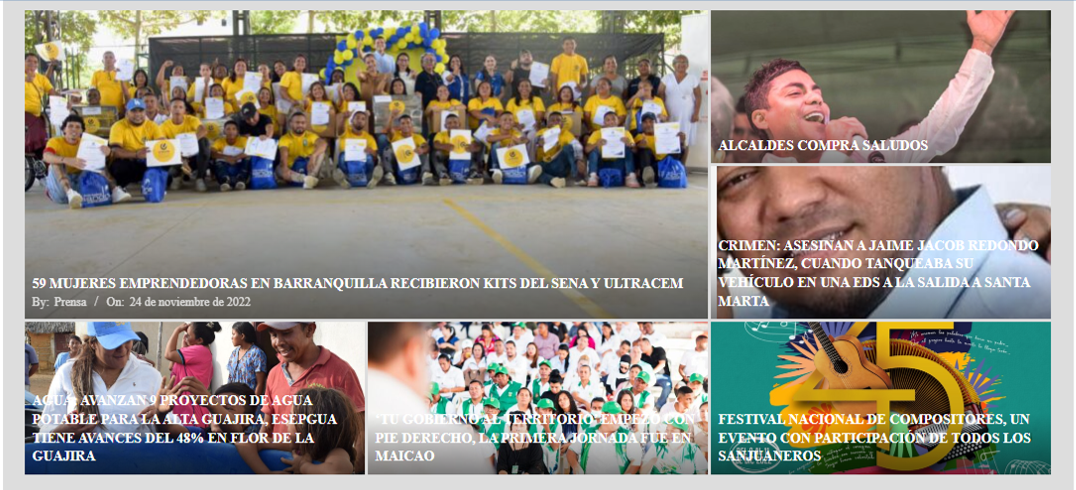 59 MUJERES EMPRENDEDORAS EN BARRANQUILLA RECIBIERON KITS DEL SENA Y ULTRACEM
By: Prensa / On: 24 de noviembre de 2022
ALCALDES COMPRA SALUDOS
CRIMEN: ASESINAN A JAIME JACOB REDONDO
MARTÍNEZ, CUANDO TANQUEABA SU
VEHÍCULO EN UNA EDS A LA SALIDA A SANTA
MARTA
AGUA: AVANZAN 9 PROYECTOS DE AGUA
POTABLE PARA LA ALTA GUAJIRA, ESEPGUA
TIENE AVANCES DEL 48% EN FLOR DE LA
GUAJIRA
'TU GOBIERNO AL TERRITORIO' EMPEZÓ CON
PIE DERECHO, LA PRIMERA JORNADA FUE EN
MAICAO
45
FESTIVAL NACIONAL DE COMPOSITORES, UN
EVENTO CON PARTICIPACIÓN DE TODOS LOS
SANJUANEROS